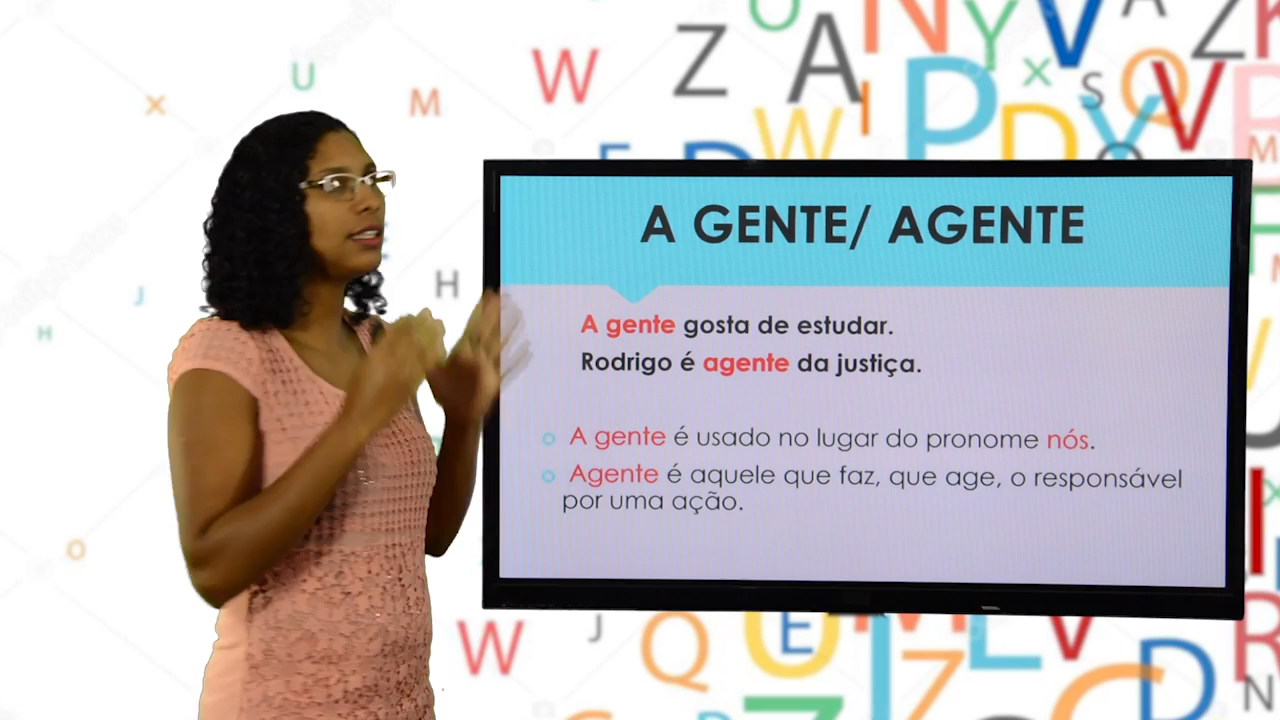 A GENTE/ AGENTE
A gente gosta de estudar.
Rodrigo é agente da justiça.
A gente é usado no lugar do pronome nós.
Agente é aquele que faz, que age, o responsável
por uma ação.